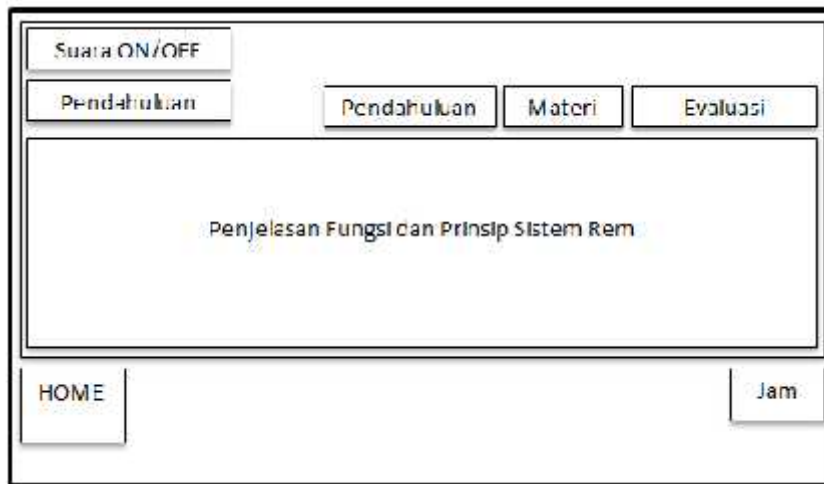 Suara ON/OFF
Pendahuluan
Pendahuluan Materi Evaluasi
Penjelasan Fungsi dan Prinsip Sistem Rem
HOME
Jam